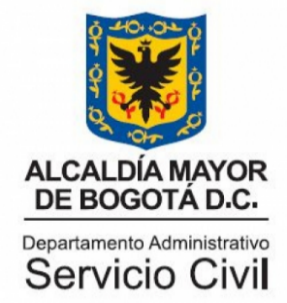 ALCALDÍA MAYOR
DE BOGOTÁ D.C.
Departamento Administrativo
Servicio Civil